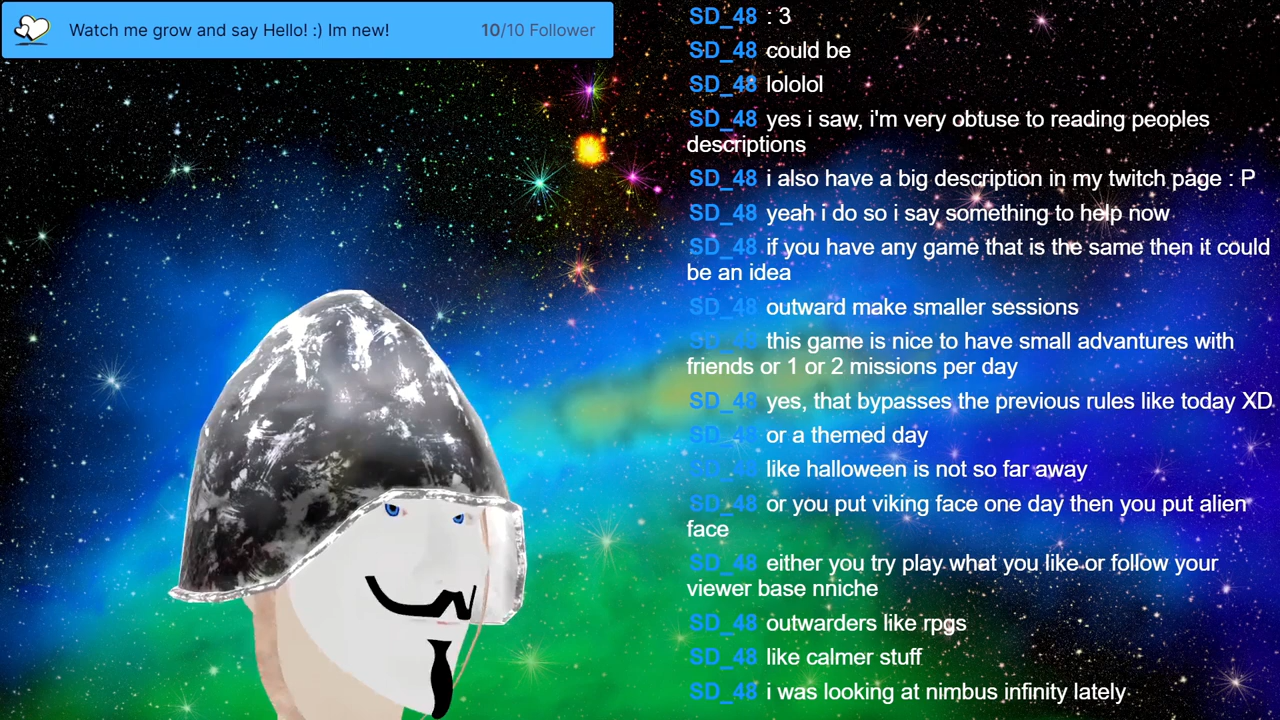 Watch me grow and say Hello! :) Im new!
10/10 Follower
SD_48 : 3
SD_48 could be
SD_48 lololol
SD_48 yes i saw, i'm very obtuse to reading peoples
descriptions
SD_48 i also have a big description in my twitch page : P
SD_48 yeah i do so i say something to help now
SD_48 if you have any game that is the same then it could
be an idea
SD_48 outward make smaller sessions
SD_48 this game is nice to have small advantures with
friends or 1 or 2 missions per day
SD_48 yes, that bypasses the previous rules like today XD
SD_48 or a themed day
SD_48 like halloween is not so far away
SD_48 or you put viking face one day then you put alien
face
SD_48 either you try play what you like or follow your
viewer base nniche
SD_48 outwarders like rpgs
SD_48 like calmer stuff
SD_48 i was looking at nimbus infinity lately